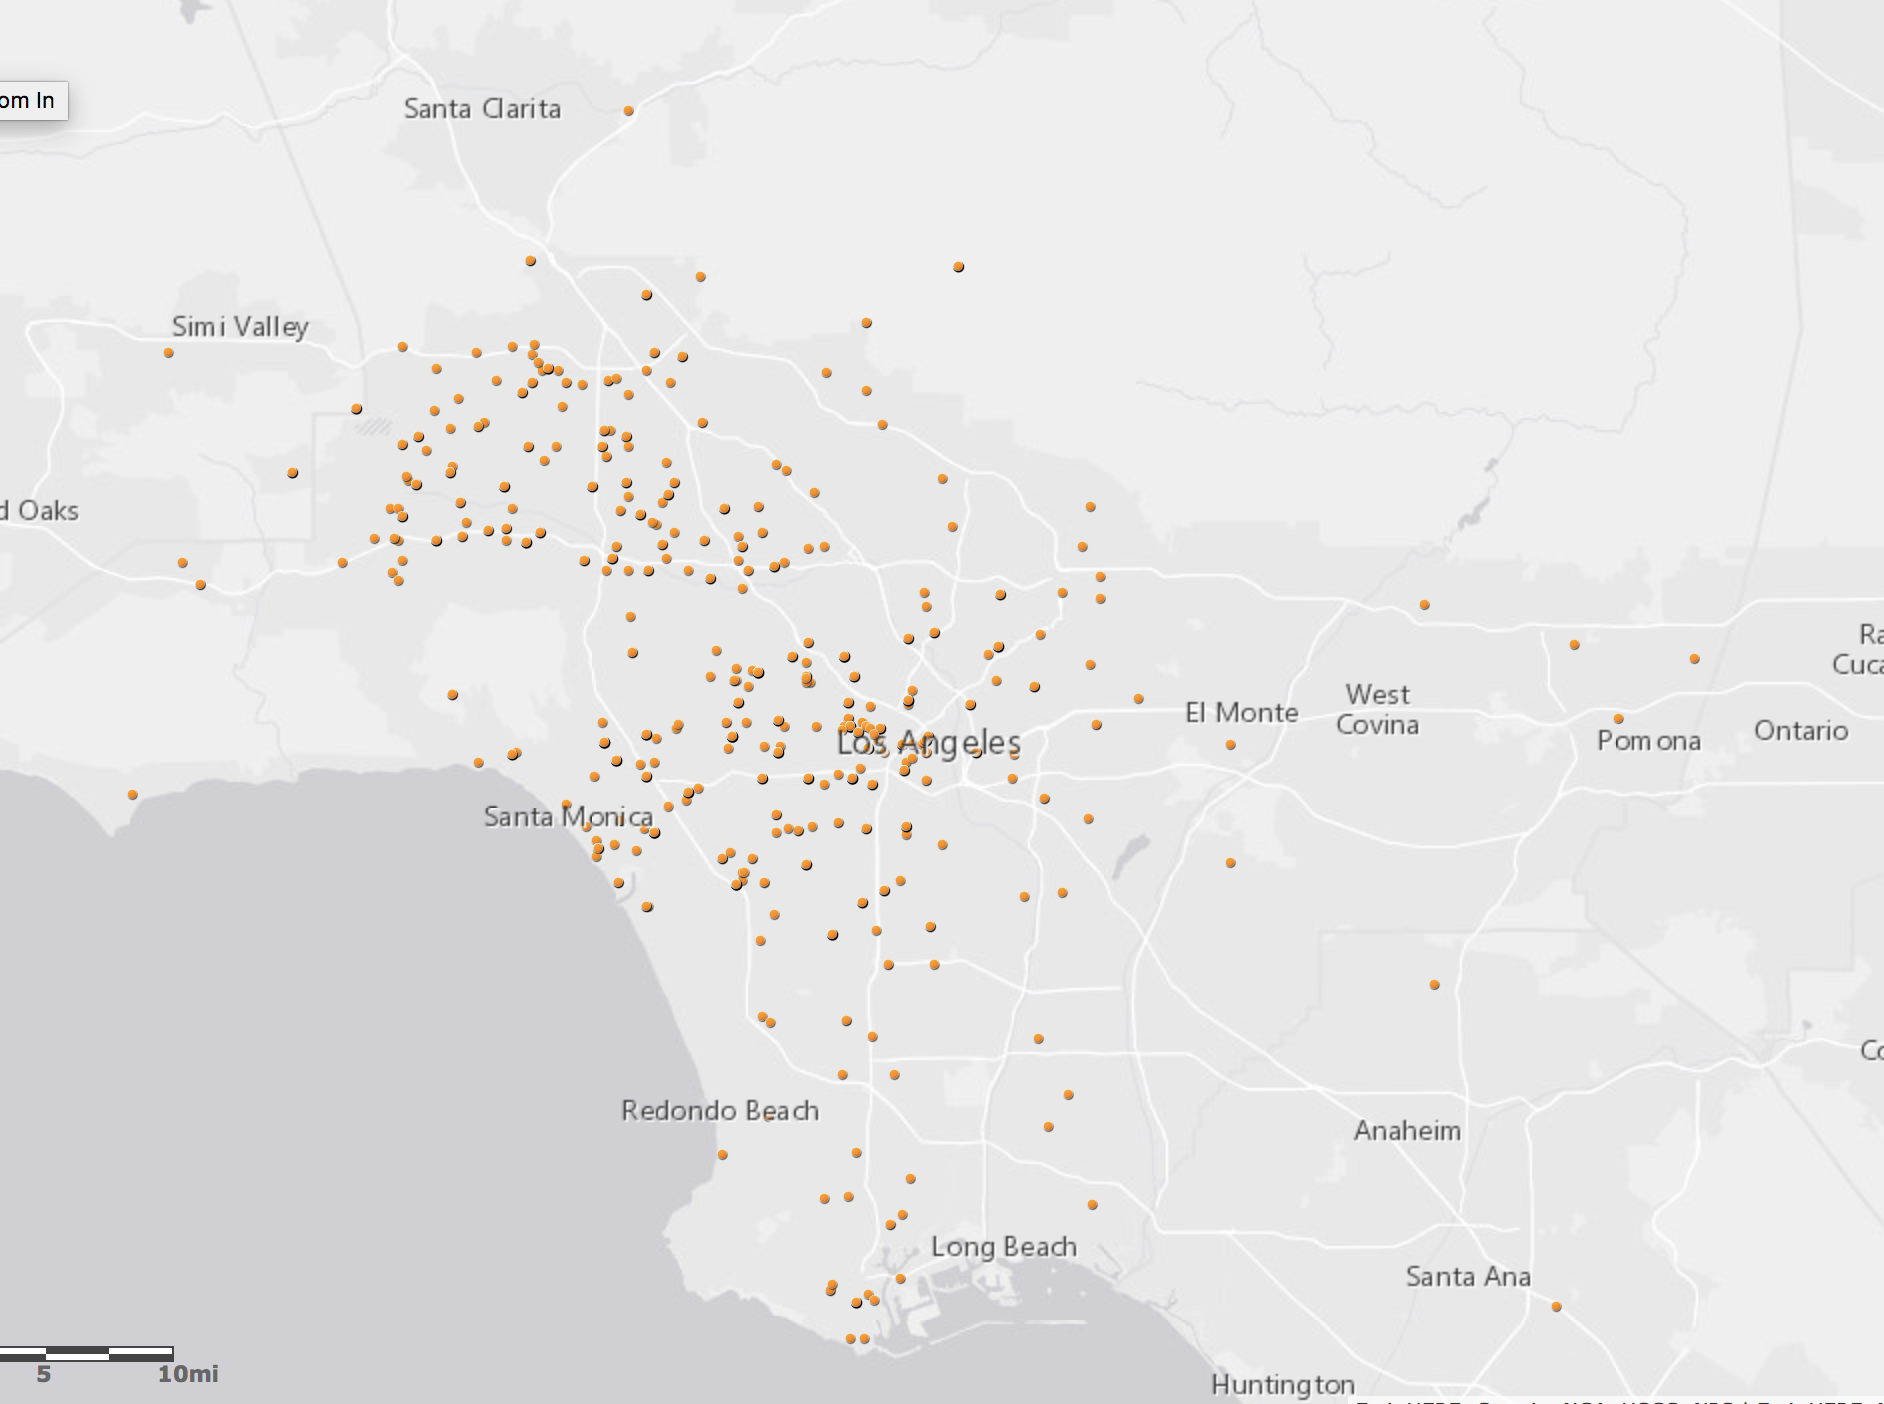 Santa Clarita
om In
Simi Valley
d Oaks
Ra
Cuca
West
Covina
El Monte
Pomona
Ontario
Los Angeles
Santa Monica
Co
Redondo Beach
Anaheim
Long Beach
Santa Ana
5 10mi
Huntington